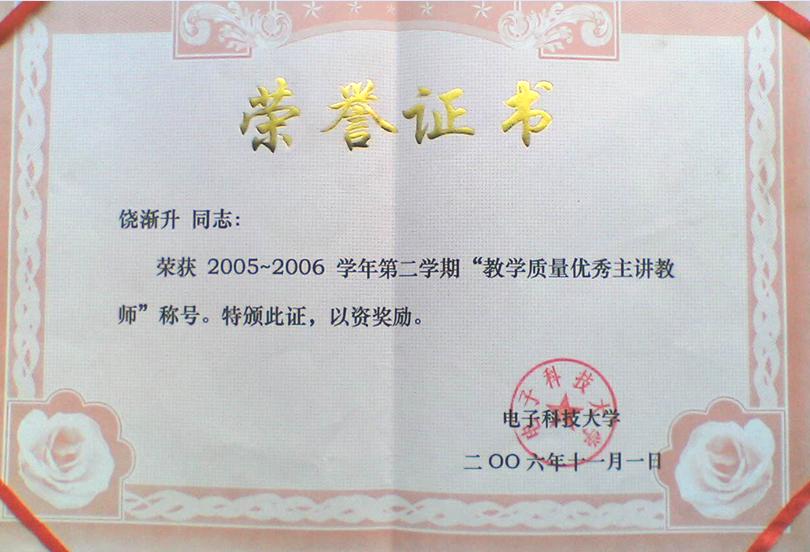 荣誉证书
饶渐升 同志：
荣获 2005~2006 学年第二学期“教学质量优秀主讲教
师”称号。特颁此证，以资奖励。
电子科技大学
二〇〇六年十一月一日
电子科技大学